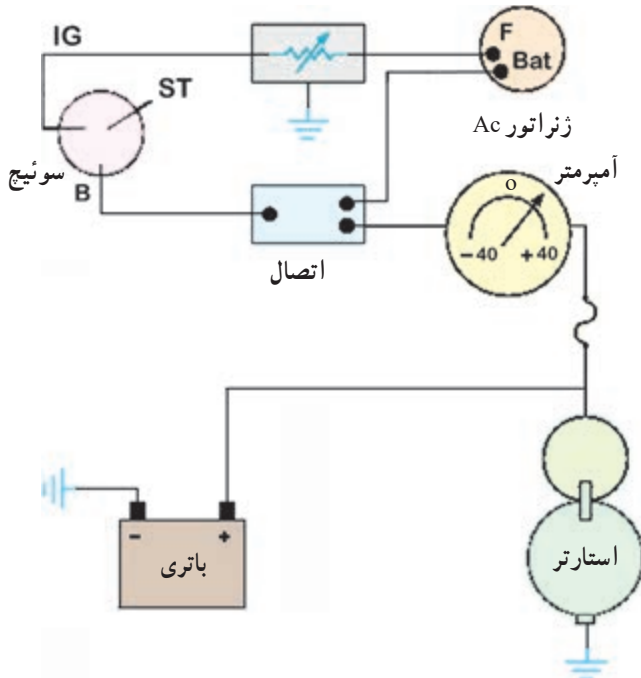 IG
F
Bat
ST
ژنراتور Ac
آمپرمتر
سوئیچ
B
o
−40
+40
اتصال
−
+
باتری
استارتر